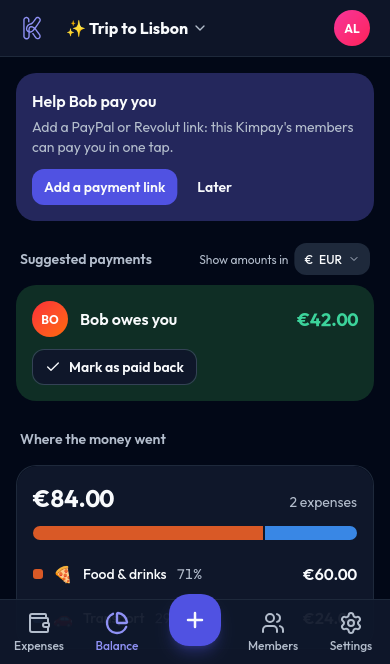 ✨ Trip to Lisbon
AL
Help Bob pay you
Add a PayPal or Revolut link: this Kimpay's members
can pay you in one tap.
Add a payment link
Later
Suggested payments
Show amounts in
€ EUR
BO
Bob owes you
€42.00
Mark as paid back
Where the money went
€84.00
2 expenses
Food & drinks 71%
€60.00
Expenses
Balance
Members
Settings